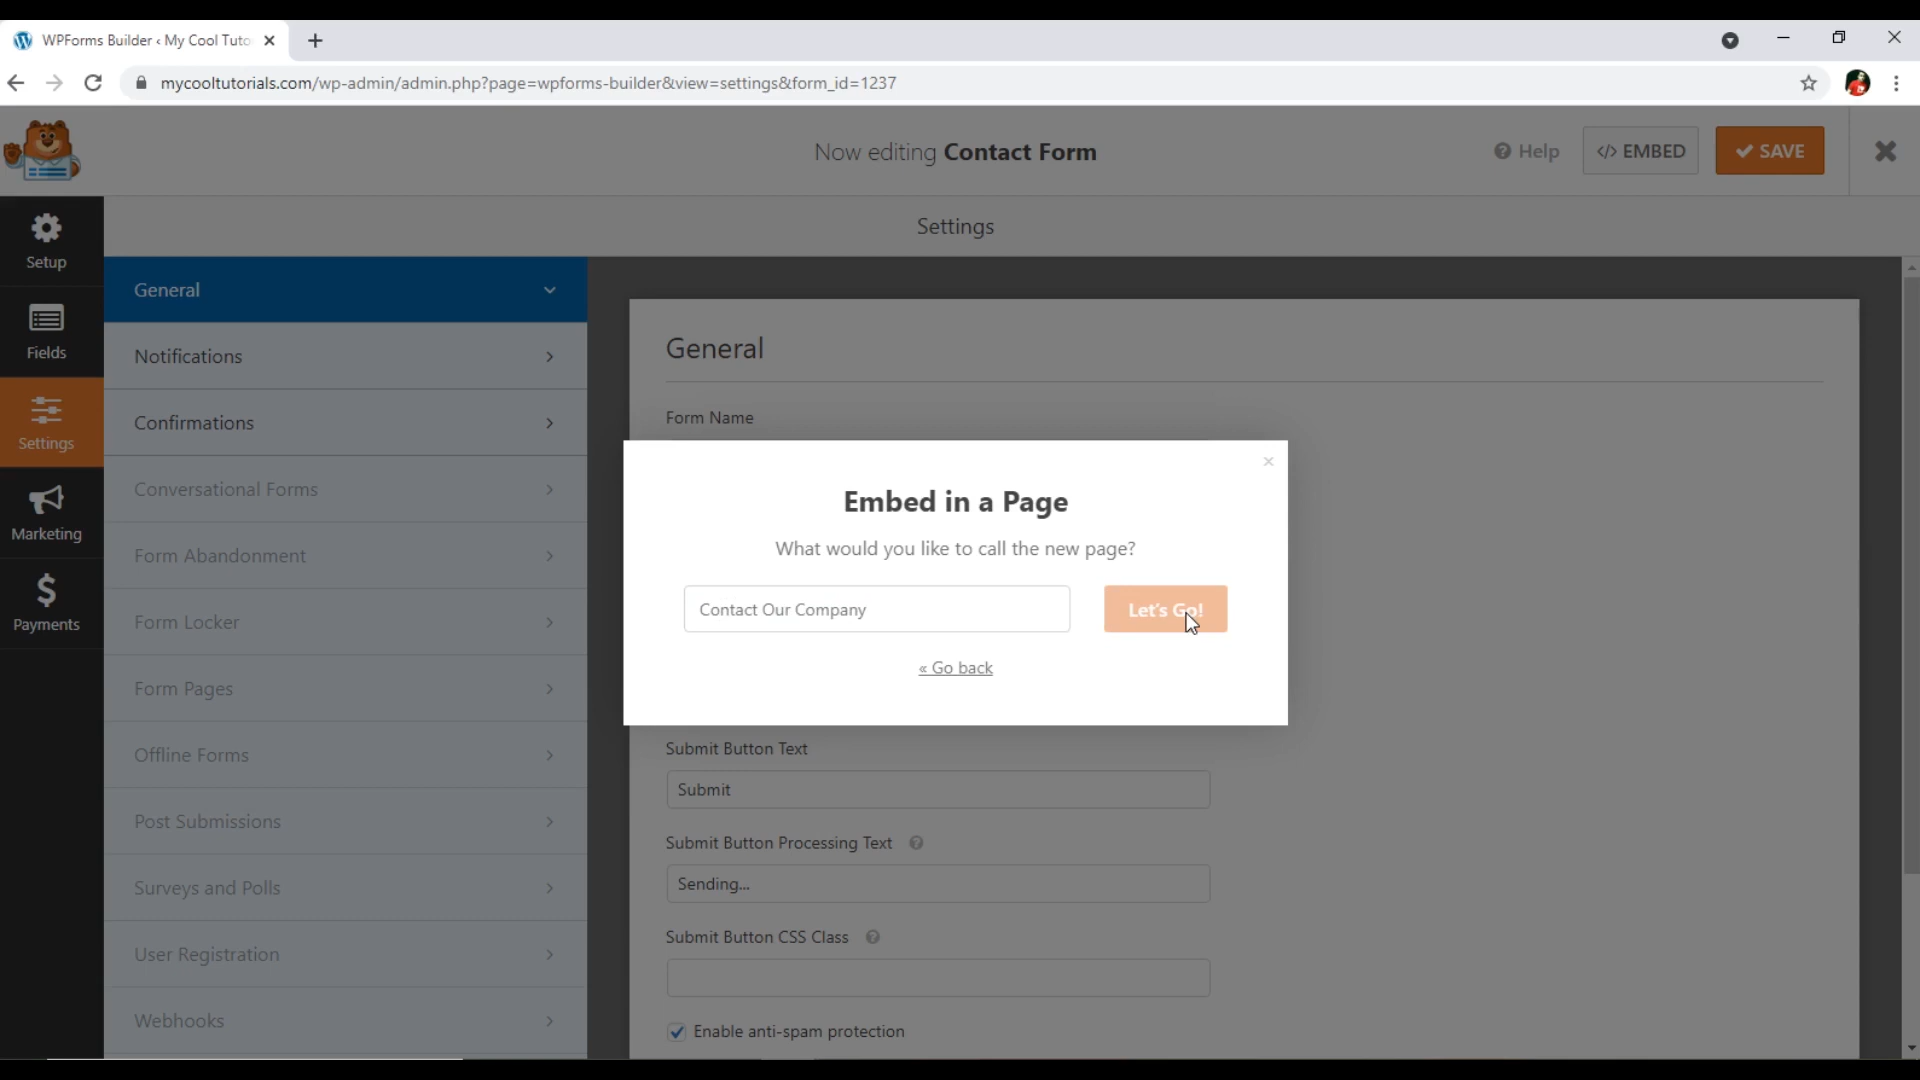 WPForms Builder ‹ My Cool Tuto
mycooltutorials.com/wp-admin/admin.php?page=wpforms-builder&view=settings&form_id=1237
Now editing Contact Form
Help
</> EMBED
SAVE
Settings
Setup
Fields
Settings
Marketing
Payments
General
Notifications
Confirmations
Conversational Forms
Form Abandonment
Form Locker
Form Pages
Offline Forms
Post Submissions
Surveys and Polls
User Registration
Webhooks
General
Form Name
Embed in a Page
What would you like to call the new page?
Contact Our Company
Let's Go!
« Go back
Submit Button Text
Submit
Submit Button Processing Text
Sending...
Submit Button CSS Class
Enable anti-spam protection